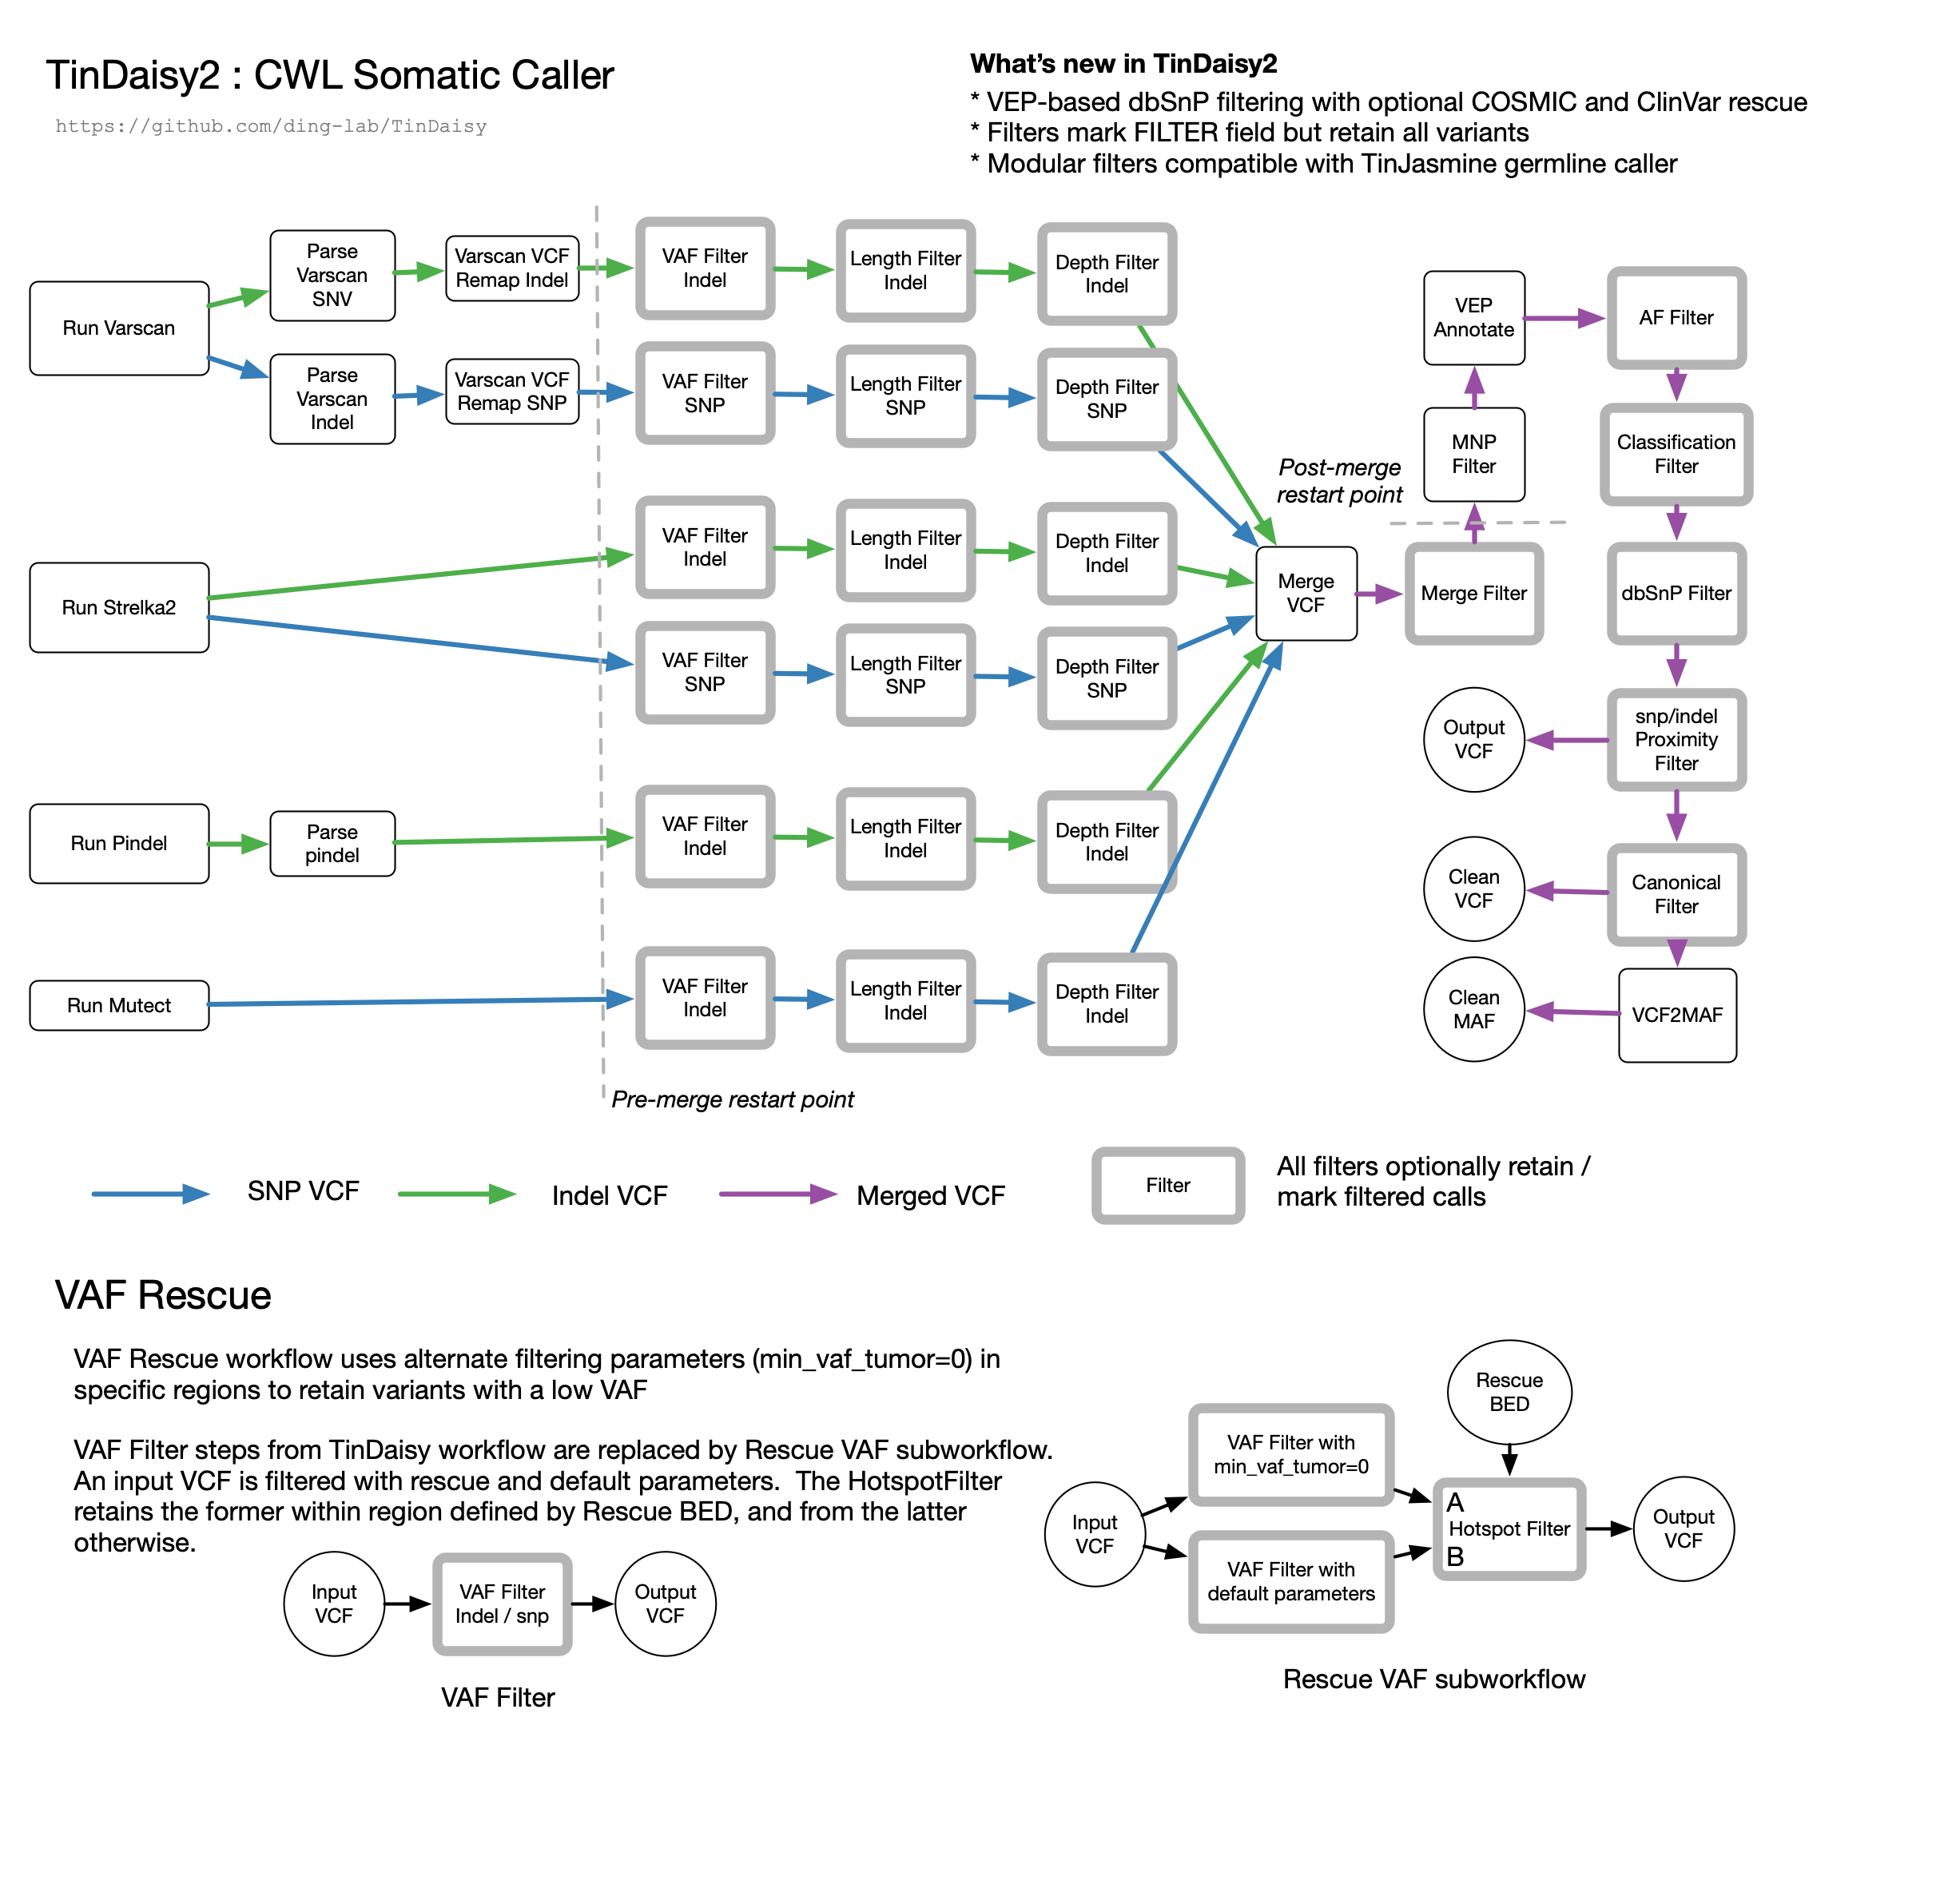 TinDaisy2 : CWL Somatic Caller
https://github.com/ding-lab/TinDaisy
What's new in TinDaisy2
* VEP-based dbSnP filtering with optional COSMIC and ClinVar rescue
* Filters mark FILTER field but retain all variants
* Modular filters compatible with TinJasmine germline caller
Run Varscan
Parse
Varscan
SNV
Varscan VCF
Remap Indel
VAF Filter
Indel
Length Filter
Indel
Depth Filter
Indel
Parse
Varscan
Indel
Varscan VCF
Remap SNP
VAF Filter
SNP
Length Filter
SNP
Depth Filter
SNP
Run Strelka2
VAF Filter
Indel
Length Filter
Indel
Depth Filter
Indel
VAF Filter
SNP
Length Filter
SNP
Depth Filter
SNP
Run Pindel
Parse
pindel
VAF Filter
Indel
Length Filter
Indel
Depth Filter
Indel
Run Mutect
VAF Filter
Indel
Length Filter
Indel
Depth Filter
Indel
Pre-merge restart point
Merge
VCF
Merge Filter
Post-merge
restart point
MNP
Filter
VEP
Annotate
AF Filter
Classification
Filter
dbSnP Filter
snp/indel
Proximity
Filter
Output
VCF
Canonical
Filter
Clean
VCF
VCF2MAF
Clean
MAF
SNP VCF
Indel VCF
Merged VCF
Filter
All filters optionally retain /
mark filtered calls
VAF Rescue
VAF Rescue workflow uses alternate filtering parameters (min_vaf_tumor=0) in
specific regions to retain variants with a low VAF
VAF Filter steps from TinDaisy workflow are replaced by Rescue VAF subworkflow.
An input VCF is filtered with rescue and default parameters.  The HotspotFilter
retains the former within region defined by Rescue BED, and from the latter
otherwise.
Input
VCF
VAF Filter
Indel / snp
Output
VCF
VAF Filter
Input
VCF
VAF Filter with
min_vaf_tumor=0
VAF Filter with
default parameters
Rescue
BED
A
Hotspot Filter
B
Output
VCF
Rescue VAF subworkflow